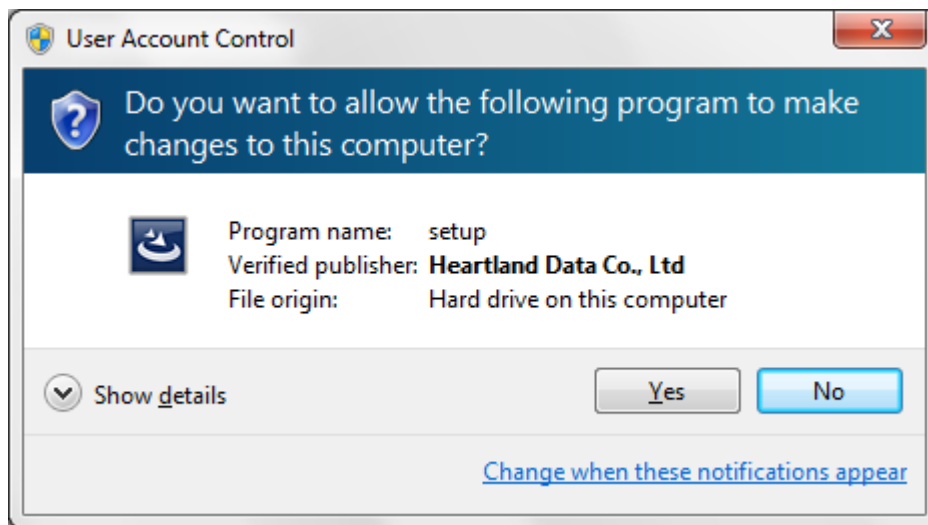 User Account Control
Do you want to allow the following program to make
changes to this computer?
Program name: setup
Verified publisher: Heartland Data Co., Ltd
File origin: Hard drive on this computer
Show details
Yes
No
Change when these notifications appear